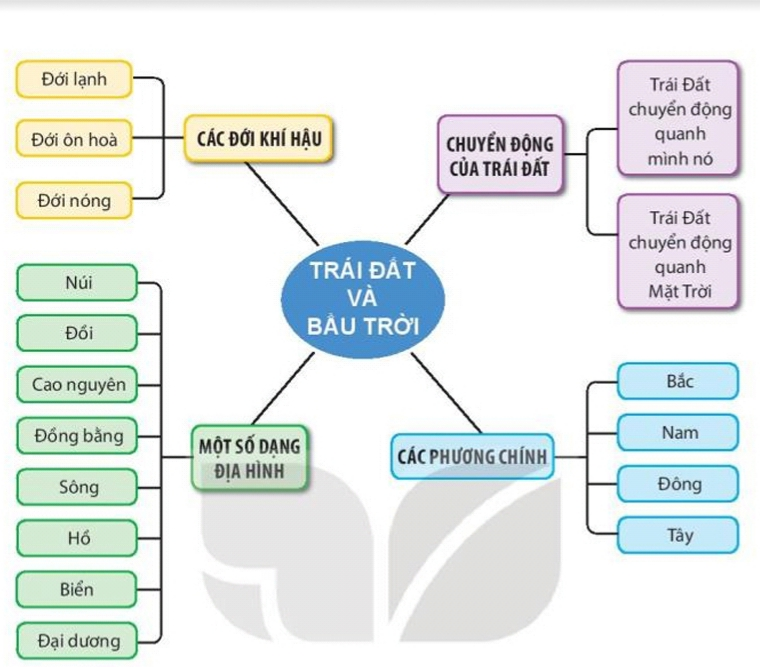 Đới lạnh
Đới ôn hoà
Đới nóng
CÁC ĐỚI KHÍ HẬU
CHUYỂN ĐỘNG
CỦA TRÁI ĐẤT
Trái Đất
chuyển động
quanh
mình nó
Trái Đất
chuyển động
quanh
Mặt Trời
TRÁI ĐẤT
VÀ
BẦU TRỜI
Núi
Đồi
Cao nguyên
Đồng bằng
Sông
Hồ
Biển
Đại dương
MỘT SỐ DẠNG
ĐỊA HÌNH
CÁC PHƯƠNG CHÍNH
Bắc
Nam
Đông
Tây